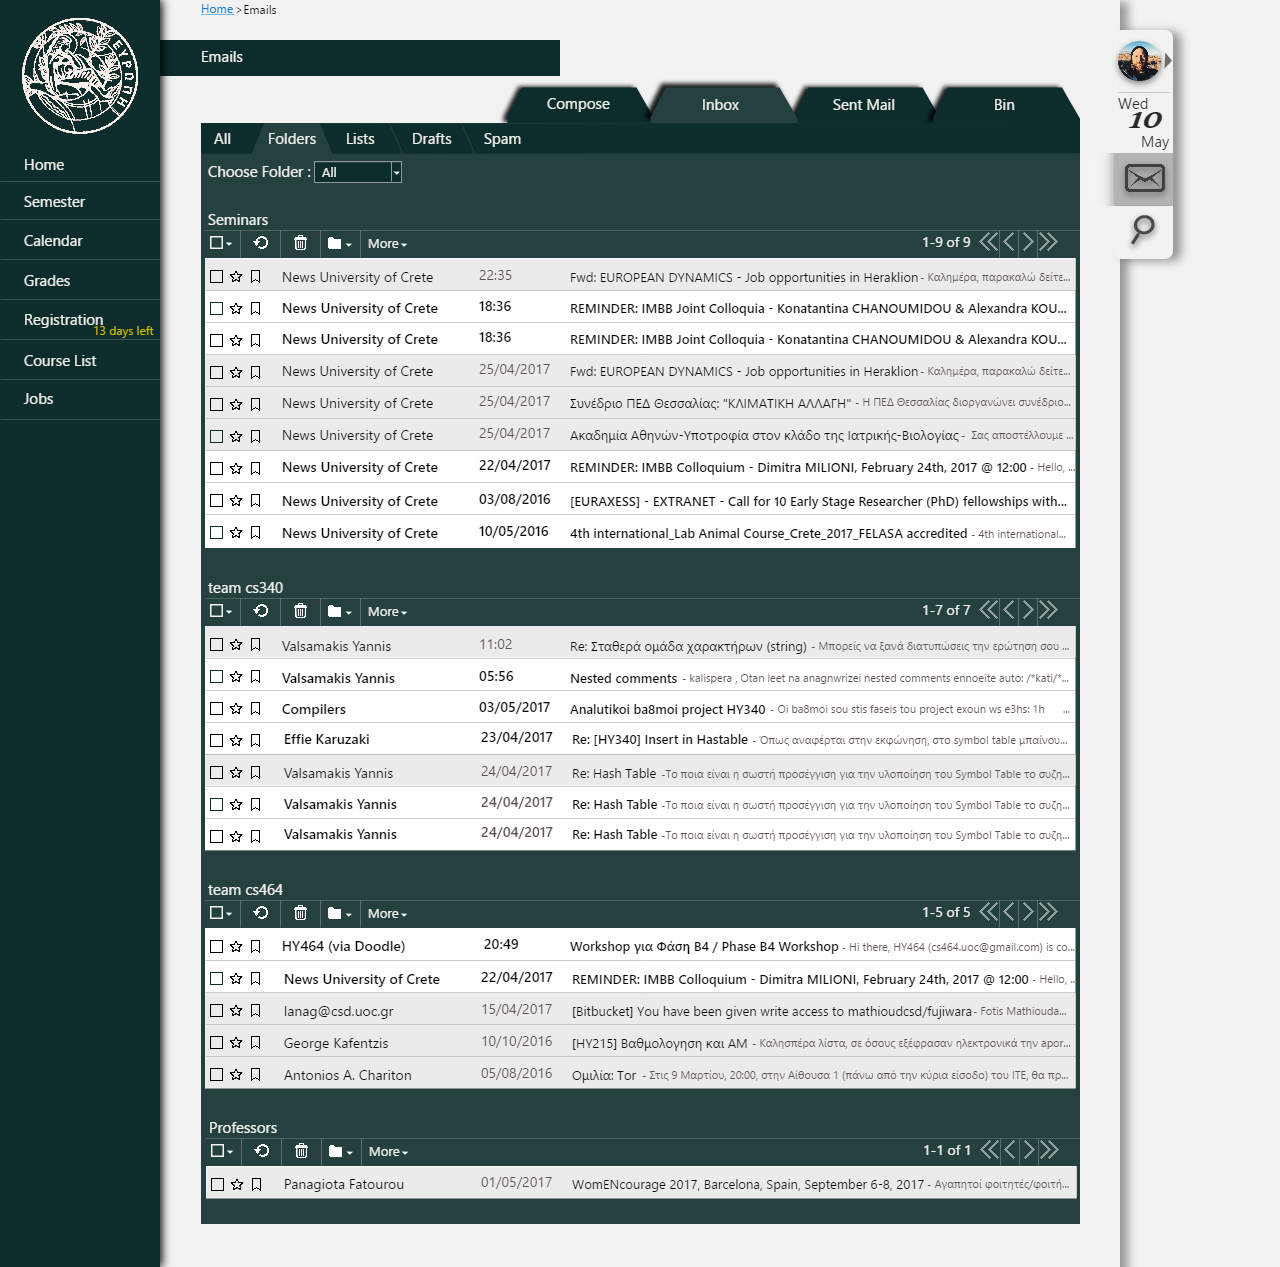 Home > Emails
ΕΥΡΩΠΗ
Emails
Compose
Inbox
Sent Mail
Bin
Wed
10
May
All
Folders
Lists
Drafts
Spam
Home
Semester
Calendar
Grades
Registration
13 days left
Course List
Jobs
Choose Folder : All
Seminars
More
1-9 of 9
News University of Crete 22:35 Fwd: EUROPEAN DYNAMICS - Job opportunities in Heraklion - Καλημέρα, παρακαλώ δείτε...
News University of Crete 18:36 REMINDER: IMBB Joint Colloquia - Konatantina CHANOUMIDOU & Alexandra KOU...
News University of Crete 18:36 REMINDER: IMBB Joint Colloquia - Konatantina CHANOUMIDOU & Alexandra KOU...
News University of Crete 25/04/2017 Fwd: EUROPEAN DYNAMICS - Job opportunities in Heraklion - Καλημέρα, παρακαλώ δείτε...
News University of Crete 25/04/2017 Συνέδριο ΠΕΔ Θεσσαλίας: "ΚΛΙΜΑΤΙΚΗ ΑΛΛΑΓΗ" - Η ΠΕΔ Θεσσαλίας διοργανώνει συνέδριο...
News University of Crete 25/04/2017 Ακαδημία Αθηνών-Υποτροφία στον κλάδο της Ιατρικής-Βιολογίας - Σας αποστέλλουμε ...
News University of Crete 22/04/2017 REMINDER: IMBB Colloquium - Dimitra MILIONI, February 24th, 2017 @ 12:00 - Hello, ...
News University of Crete 03/08/2016 [EURAXESS] - EXTRANET - Call for 10 Early Stage Researcher (PhD) fellowships with...
News University of Crete 10/05/2016 4th international_Lab Animal Course_Crete_2017_FELASA accredited - 4th international...
team cs340
More
1-7 of 7
Valsamakis Yannis 11:02 Re: Σταθερά ομάδα χαρακτήρων (string) - Μπορείς να ξανά διατυπώσεις την ερώτηση σου ...
Valsamakis Yannis 05:56 Nested comments - kalispera , Otan leet na anagnwrizei nested comments ennoeite auto: /*kati/*...
Compilers 03/05/2017 Analutikoi ba8moi project HY340 - Oi ba8moi sou stis faseis tou project exoun ws e3hs: 1h ...
Effie Karuzaki 23/04/2017 Re: [HY340] Insert in Hastable - Όπως αναφέρται στην εκφώνηση, στο symbol table μπαίνου...
Valsamakis Yannis 24/04/2017 Re: Hash Table -Το ποια είναι η σωστή προσέγγιση για την υλοποίηση του Symbol Table το συζη...
Valsamakis Yannis 24/04/2017 Re: Hash Table -Το ποια είναι η σωστή προσέγγιση για την υλοποίηση του Symbol Table το συζη...
Valsamakis Yannis 24/04/2017 Re: Hash Table -Το ποια είναι η σωστή προσέγγιση για την υλοποίηση του Symbol Table το συζη...
team cs464
More
1-5 of 5
HY464 (via Doodle) 20:49 Workshop για Φάση B4 / Phase B4 Workshop - Hi there, HY464 (cs464.uoc@gmail.com) is co...
News University of Crete 22/04/2017 REMINDER: IMBB Colloquium - Dimitra MILIONI, February 24th, 2017 @ 12:00 - Hello, ...
lanag@csd.uoc.gr 15/04/2017 [Bitbucket] You have been given write access to mathioudcsd/fujiwara - Fotis Mathiouda...
George Kafentzis 10/10/2016 [HY215] Βαθμολογηση και ΑΜ - Καλησπέρα λίστα, σε όσους εξέφρασαν ηλεκτρονικά την apor...
Antonios A. Chariton 05/08/2016 Ομιλία: Tor - Στις 9 Μαρτίου, 20:00, στην Αίθουσα 1 (πάνω από την κύρια είσοδο) του ΙΤΕ, θα πρ...
Professors
More
1-1 of 1
Panagiota Fatourou 01/05/2017 WomENcourage 2017, Barcelona, Spain, September 6-8, 2017 - Αγαπητοί φοιτητές/φοιτή...